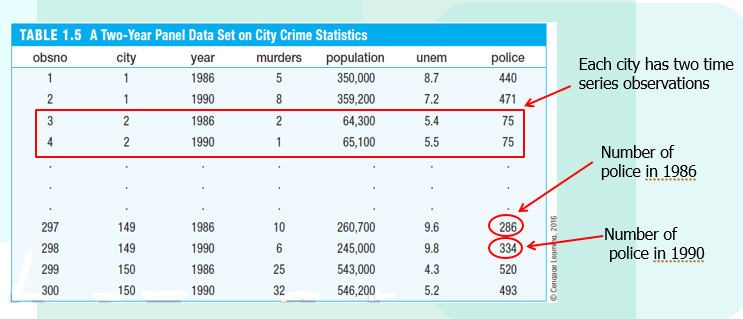 TABLE 1.5 A Two-Year Panel Data Set on City Crime Statistics
obsno city year murders population unem police
1 1 1986 5 350,000 8.7 440
2 1 1990 8 359,200 7.2 471
3 2 1986 2 64,300 5.4 75
4 2 1990 1 65,100 5.5 75
. . . . . . .
. . . . . . .
. . . . . . .
297 149 1986 10 260,700 9.6 286
298 149 1990 6 245,000 9.8 334
299 150 1986 25 543,000 4.3 520
300 150 1990 32 546,200 5.2 493
© Cengage Learning, 2016
Each city has two time
series observations
Number of
police in 1986
Number of
police in 1990